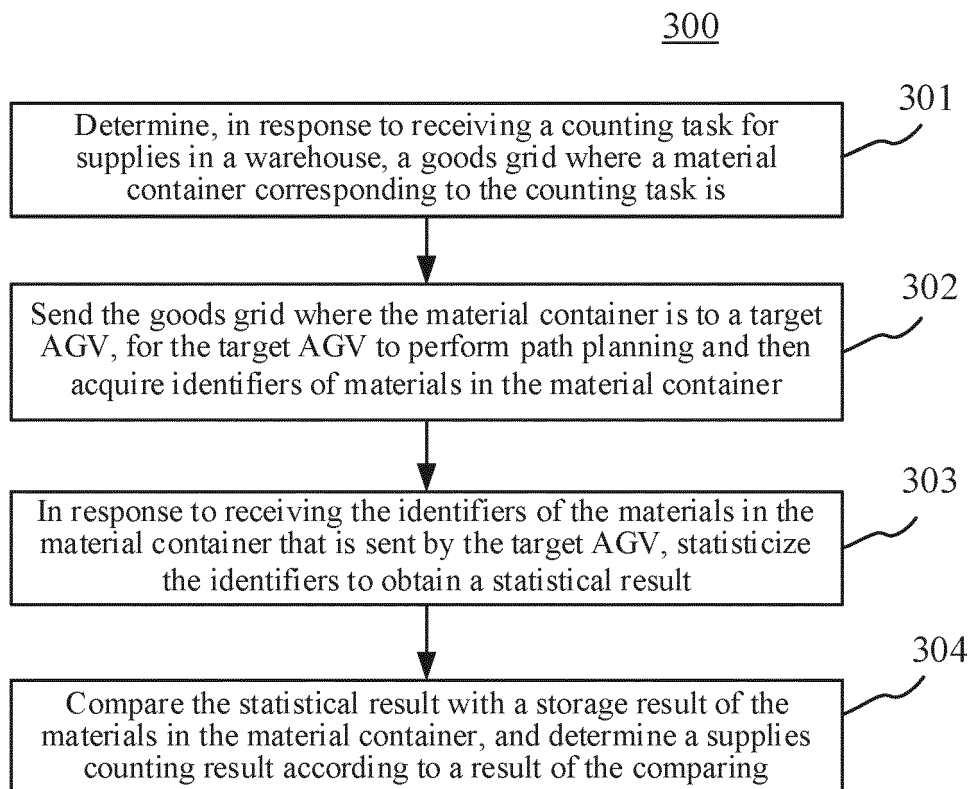 300
301
Determine, in response to receiving a counting task for
supplies in a warehouse, a goods grid where a material
container corresponding to the counting task is
302
Send the goods grid where the material container is to a target
AGV, for the target AGV to perform path planning and then
acquire identifiers of materials in the material container
303
In response to receiving the identifiers of the materials in the
material container that is sent by the target AGV, statisticize
the identifiers to obtain a statistical result
304
Compare the statistical result with a storage result of the
materials in the material container, and determine a supplies
counting result according to a result of the comparing